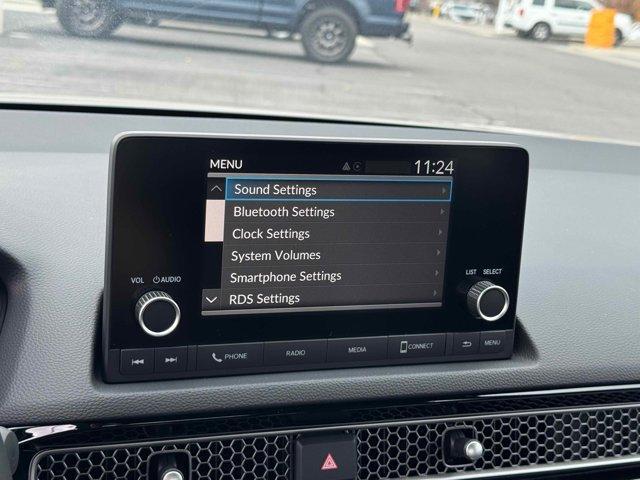 MENU 11:24
Sound Settings
Bluetooth Settings
Clock Settings
System Volumes
Smartphone Settings
RDS Settings
VOL AUDIO
LIST SELECT
PHONE RADIO MEDIA CONNECT MENU